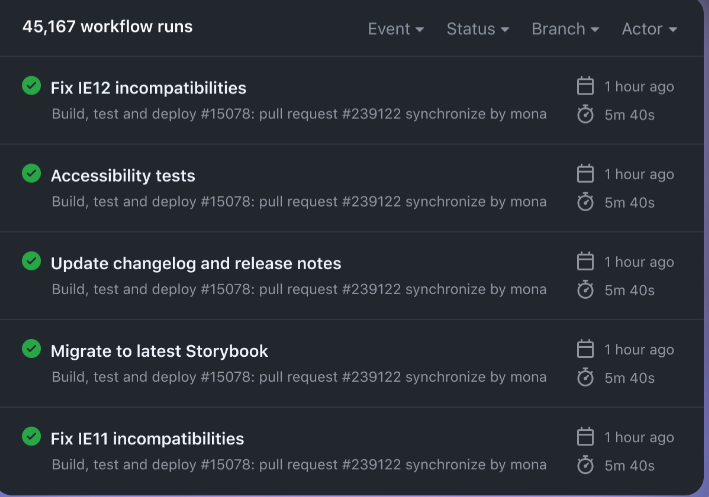 45,167 workflow runs Event Status Branch Actor
Fix IE12 incompatibilities 1 hour ago
Build, test and deploy #15078: pull request #239122 synchronize by mona 5m 40s
Accessibility tests 1 hour ago
Build, test and deploy #15078: pull request #239122 synchronize by mona 5m 40s
Update changelog and release notes 1 hour ago
Build, test and deploy #15078: pull request #239122 synchronize by mona 5m 40s
Migrate to latest Storybook 1 hour ago
Build, test and deploy #15078: pull request #239122 synchronize by mona 5m 40s
Fix IE11 incompatibilities 1 hour ago
Build, test and deploy #15078: pull request #239122 synchronize by mona 5m 40s